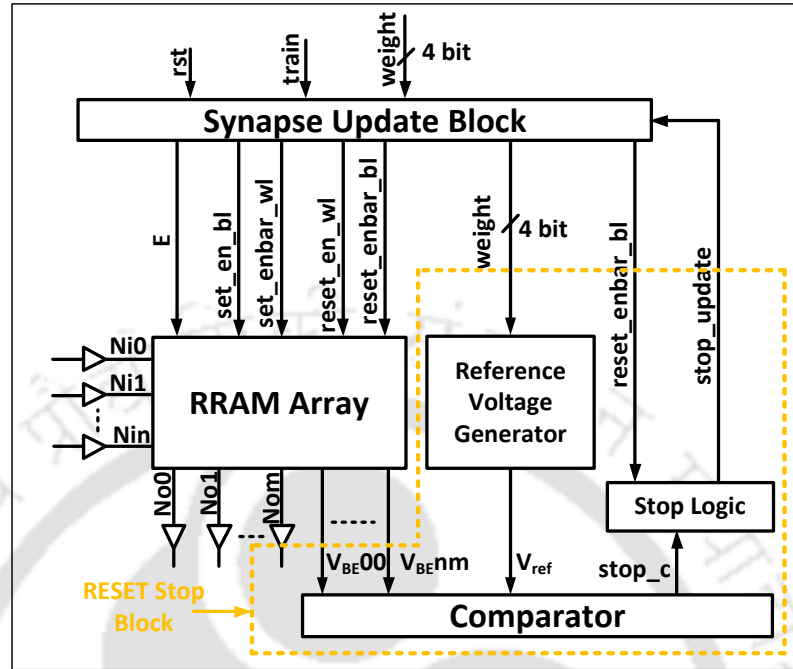 rst
train
weight
4 bit
Synapse Update Block
E
set_en_bl
set_enbar_wl
reset_en_wl
reset_enbar_bl
weight
4 bit
reset_enbar_bl
stop_update
Ni0
Ni1
Nin
RRAM Array
Reference
Voltage
Generator
No0
No1
Nom
Stop Logic
VBE00
VBEnm
Vref
stop_c
RESET Stop
Block
Comparator